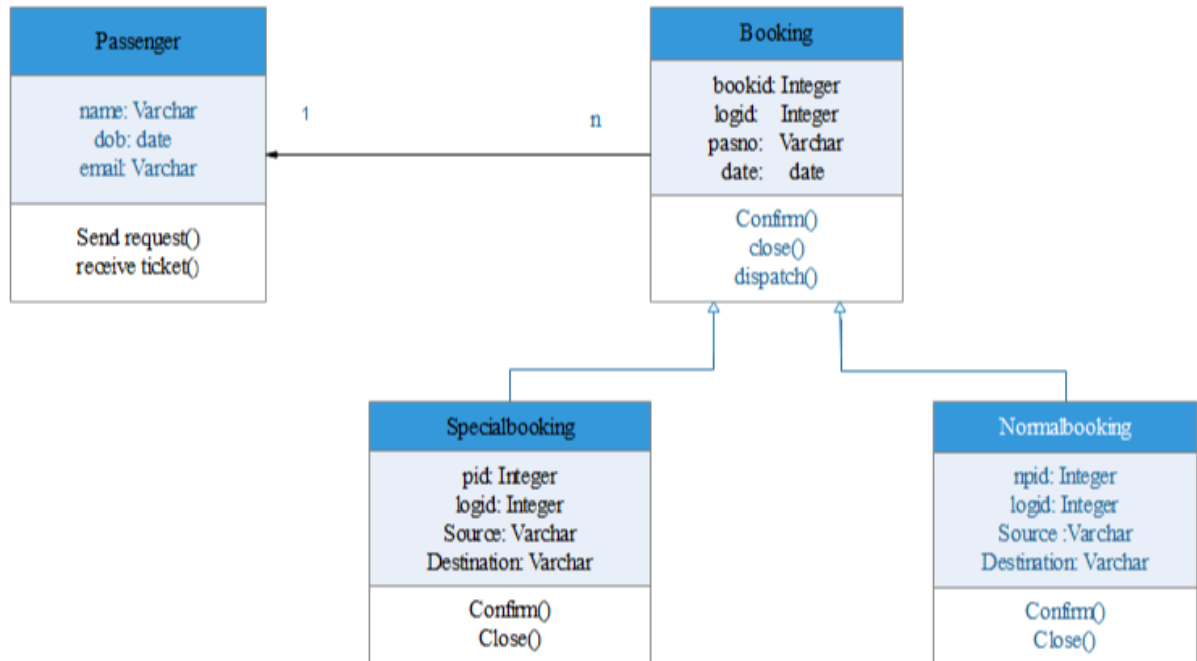 Passenger
name: Varchar
dob: date
email: Varchar
Send request()
receive ticket()
1
n
Booking
bookid: Integer
logid: Integer
pasno: Varchar
date: date
Confirm()
close()
dispatch()
Specialbooking
pid: Integer
logid: Integer
Source: Varchar
Destination: Varchar
Confirm()
Close()
Normalbooking
npid: Integer
logid: Integer
Source :Varchar
Destination: Varchar
Confirm()
Close()